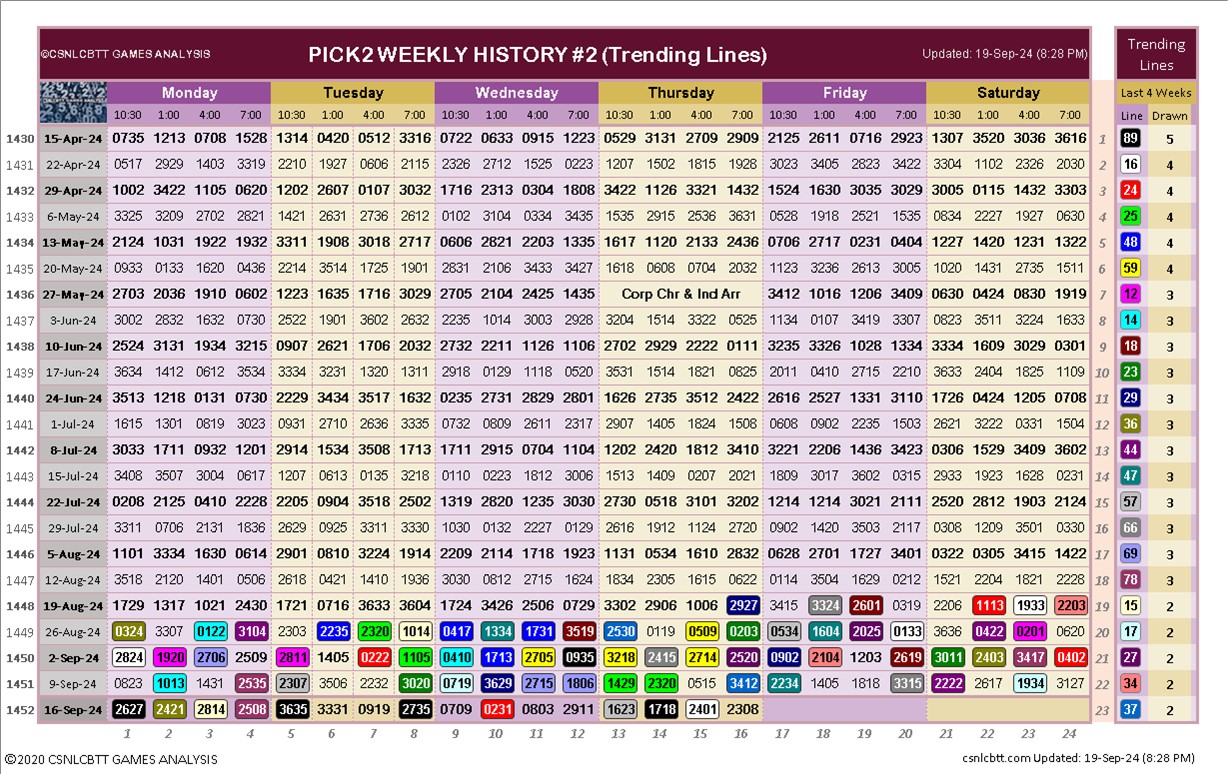 ©CSNLCBTT GAMES ANALYSIS PICK2 WEEKLY HISTORY #2 (Trending Lines) Updated: 19-Sep-24 (8:28 PM)
Monday Tuesday Wednesday Thursday Friday Saturday
10:30 1:00 4:00 7:00 10:30 1:00 4:00 7:00 10:30 1:00 4:00 7:00 10:30 1:00 4:00 7:00 10:30 1:00 4:00 7:00 10:30 1:00 4:00 7:00
1430 15-Apr-24 0735 1213 0708 1528 1314 0420 0512 3316 0722 0633 0915 1223 0529 3131 2709 2909 2125 2611 0716 2923 1307 3520 3036 3616
1431 22-Apr-24 0517 2929 1403 3319 2210 1927 0606 2115 2326 2712 1525 0223 1207 1502 1815 1928 3023 3405 2823 3422 3304 1102 2326 2030
1432 29-Apr-24 1002 3422 1105 0620 1202 2607 0107 3032 1716 2313 0304 1808 3422 1126 3321 1432 1524 1630 3035 3029 3005 0115 1432 3303
1433 6-May-24 3325 3209 2702 2821 1421 2631 2736 2612 0102 3104 0334 3435 1535 2915 2536 3631 0528 1918 2521 1535 0834 2227 1927 0630
1434 13-May-24 2124 1031 1922 1932 3311 1908 3018 2717 0606 2821 2203 1335 1617 1120 2133 2436 0706 2717 0231 0404 1227 1420 1231 1322
1435 20-May-24 0933 0133 1620 0436 2214 3514 1725 1901 2831 2106 3433 3427 1618 0608 0704 2032 1123 3236 2613 3005 1020 1431 2735 1511
1436 27-May-24 2703 2036 1910 0602 1223 1635 1716 3023 2705 2104 2425 1435 Corp Chr & Ind Arr 3412 1016 1206 3409 0630 0424 0830 1919
1437 3-Jun-24 3002 2832 1632 0730 2522 1901 3602 2632 2235 1014 3003 2928 3204 1514 3322 0525 1134 0107 3419 3307 0823 3511 3224 1633
1438 10-Jun-24 2524 3131 1934 3215 0907 2621 1706 2032 2732 2211 1126 1106 2702 2929 2222 0111 3235 3326 1028 1334 3334 1609 3029 0301
1439 17-Jun-24 3634 1412 0612 3534 3334 3231 1320 1311 2918 0129 1118 0520 3531 1514 1821 0825 2011 0410 2715 2210 3633 2404 1825 1109
1440 24-Jun-24 3513 1218 0131 0730 2229 3434 3517 1632 0235 2731 2829 2801 1626 2735 3512 2422 2616 2527 1331 3110 1726 0424 1205 0708
1441 1-Jul-24 1615 1301 0819 3023 0931 2710 2636 3333 0732 0809 2611 2317 2907 1405 1824 1508 0608 0902 2235 1503 2621 3222 0331 1504
1442 8-Jul-24 3033 1711 0932 1201 2914 1534 3508 1713 1711 2915 0704 1104 1202 2420 1812 3410 3221 2206 1436 3423 0306 1529 3409 3602
1443 15-Jul-24 3408 3507 3004 0617 1207 0613 0135 3218 0110 0223 1812 3006 1513 1409 0207 2021 1809 3017 3602 0315 2933 1923 1628 0231
1444 22-Jul-24 0208 2125 0410 2228 2205 0904 3518 2502 1319 2810 1235 3030 2730 0518 3101 3202 1214 1214 3021 2111 2520 2812 1903 2124
1445 29-Jul-24 3311 0706 2131 1836 2629 0925 3311 3330 1030 0132 2227 0129 2616 1912 1124 2720 0902 1420 3503 2117 0308 1209 3501 0330
1446 5-Aug-24 1101 3334 1630 0614 2901 0810 3224 1914 2209 2114 1718 1923 1131 0534 1610 2832 0628 2701 1727 3401 0322 0305 3415 1422
1447 12-Aug-24 3518 2120 1401 0506 2618 0421 1410 1936 3030 0812 2715 1624 1834 2305 1615 0622 0114 3504 1629 0212 1521 2204 1821 2228
1448 19-Aug-24 1729 1317 1021 2430 1721 0716 3633 3604 1724 3426 2506 0729 3302 2906 1006 2927 3415 3324 2601 0319 2206 1113 1933 2203
1449 26-Aug-24 0324 3307 0122 3104 2303 2235 2320 1014 0417 1334 1731 3519 2530 0119 0509 0203 0534 1604 2025 0133 3636 0422 0201 0620
1450 2-Sep-24 2824 1920 2706 2509 2811 1405 0222 1105 0410 1713 2705 0935 3218 2415 2714 2520 0902 2104 1203 2619 3011 2403 3417 0402
1451 9-Sep-24 0823 1013 1431 2535 2307 3506 2232 3020 0719 3629 2715 1806 1429 2320 0515 3412 2234 1405 1818 3315 2222 2617 1934 3127
1452 16-Sep-24 2627 2421 2814 2508 3635 3331 0919 2735 0709 0231 0803 2911 1623 1718 2401 2308
1 2 3 4 5 6 7 8 9 10 11 12 13 14 15 16 17 18 19 20 21 22 23 24
Trending
Lines
Last 4 Weeks
Line Drawn
1 89 5
2 16 4
3 24 4
4 25 4
5 48 4
6 59 4
7 12 3
8 14 3
9 18 3
10 23 3
11 29 3
12 36 3
13 44 3
14 47 3
15 57 3
16 66 3
17 69 3
18 78 3
19 15 2
20 17 2
21 27 2
22 34 2
23 37 2
©2020 CSNLCBTT GAMES ANALYSIS csnlcbtt.com Updated: 19-Sep-24 (8:28 PM)